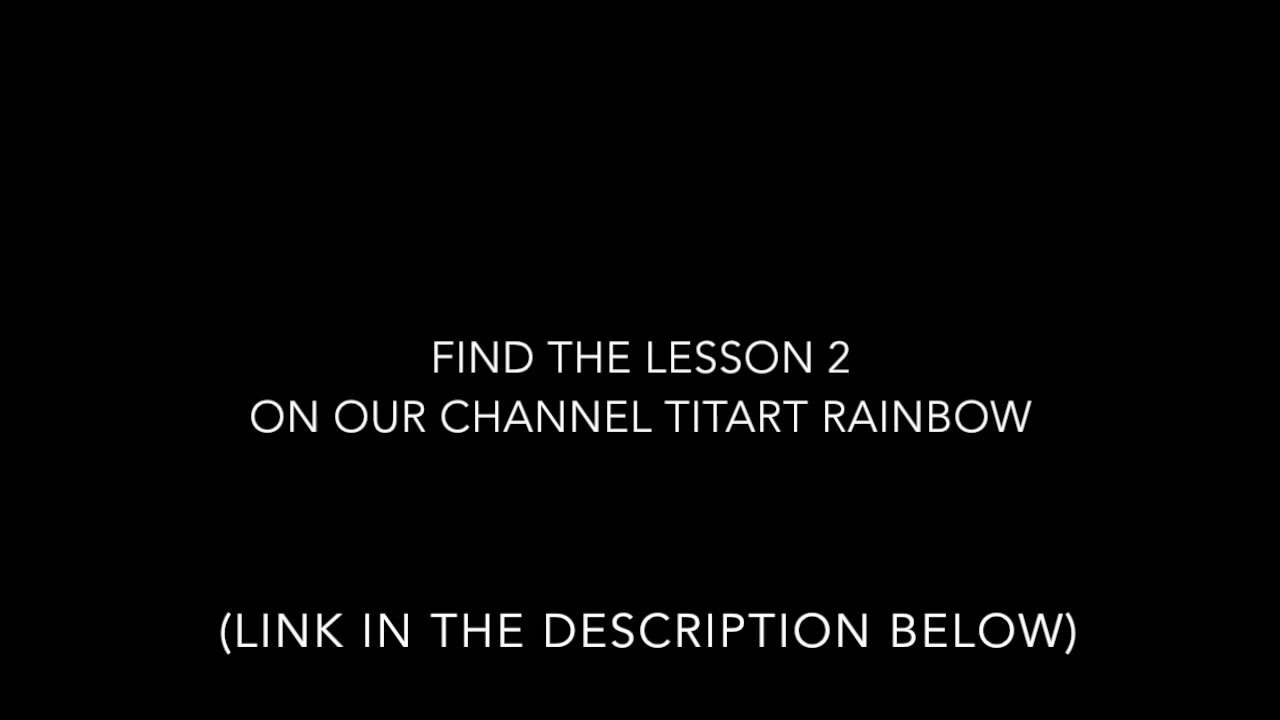 FIND THE LESSON 2
ON OUR CHANNEL TITART RAINBOW
(LINK IN THE DESCRIPTION BELOW)